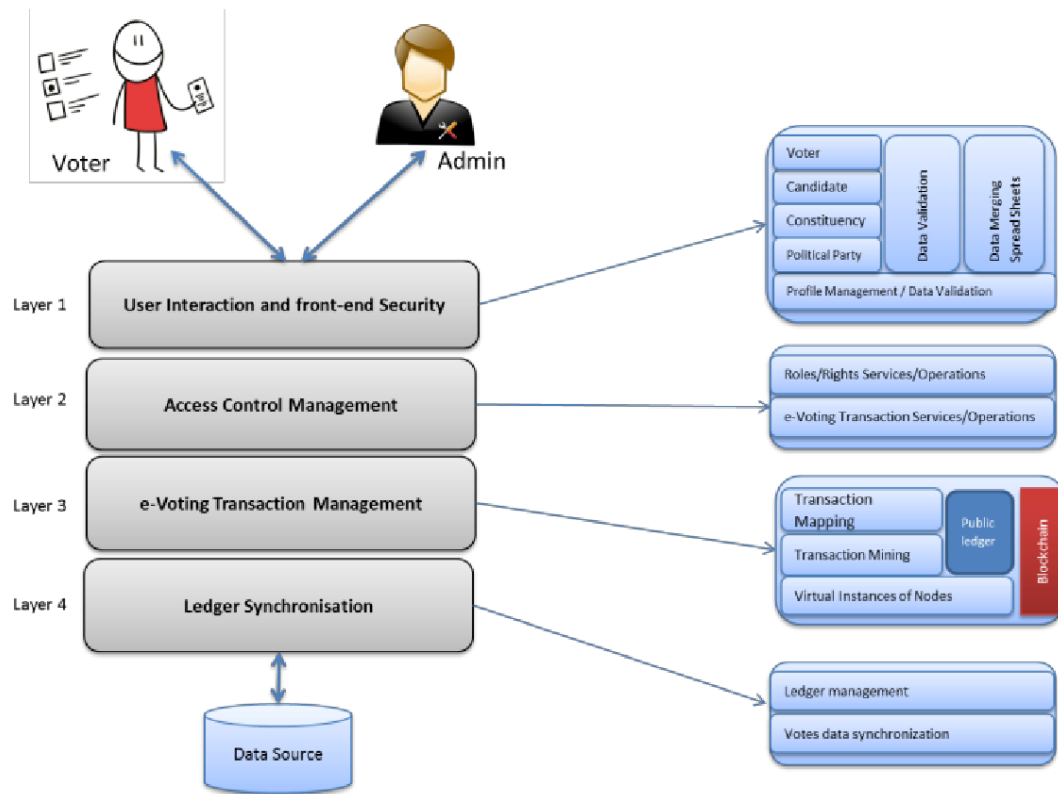 Voter
Admin
Layer 1
User Interaction and front-end Security
Layer 2
Access Control Management
Layer 3
e-Voting Transaction Management
Layer 4
Ledger Synchronisation
Data Source
Voter
Candidate
Constituency
Political Party
Data Validation
Data Merging
Spread Sheets
Profile Management / Data Validation
Roles/Rights Services/Operations
e-Voting Transaction Services/Operations
Transaction
Mapping
Transaction Mining
Public
ledger
Virtual Instances of Nodes
Blockchain
Ledger management
Votes data synchronization